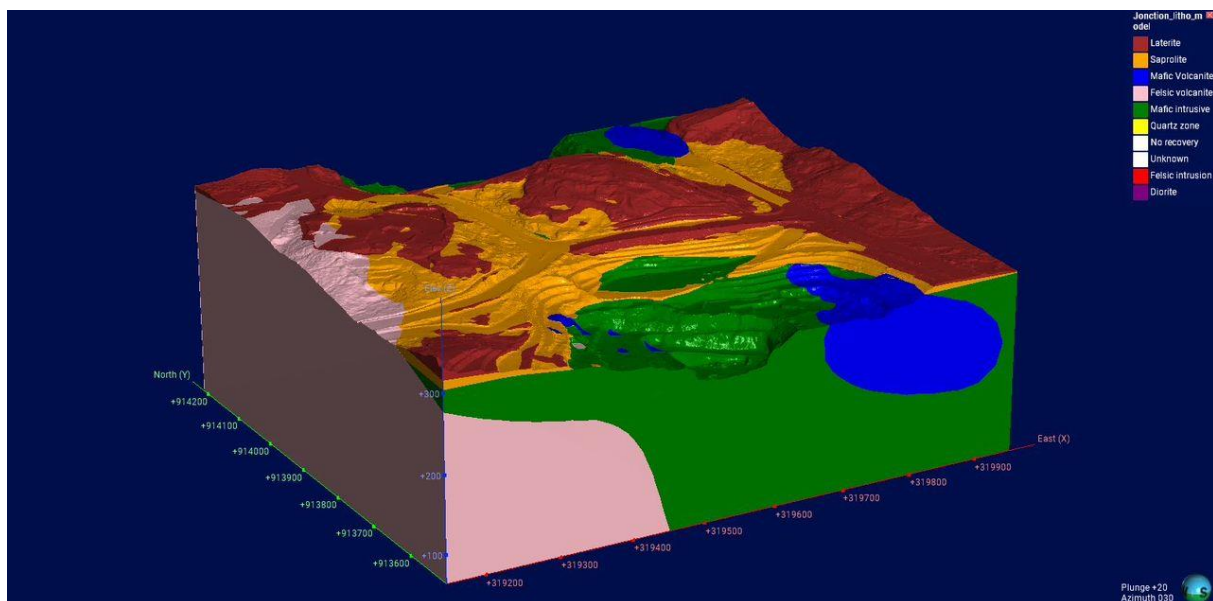 Jonction_litho_m
odel
Laterite
Saprolite
Mafic Volcanite
Felsic volcanite
Mafic intrusive
Quartz zone
No recovery
Unknown
Felsic intrusion
Diorite
North (Y)
+914200
+914100
+914000
+913900
+913800
+913700
+913600
+300
+200
+100
East (X)
+319900
+319800
+319700
+319600
+319500
+319400
+319300
+319200
Plunge +20
Azimuth 030
S